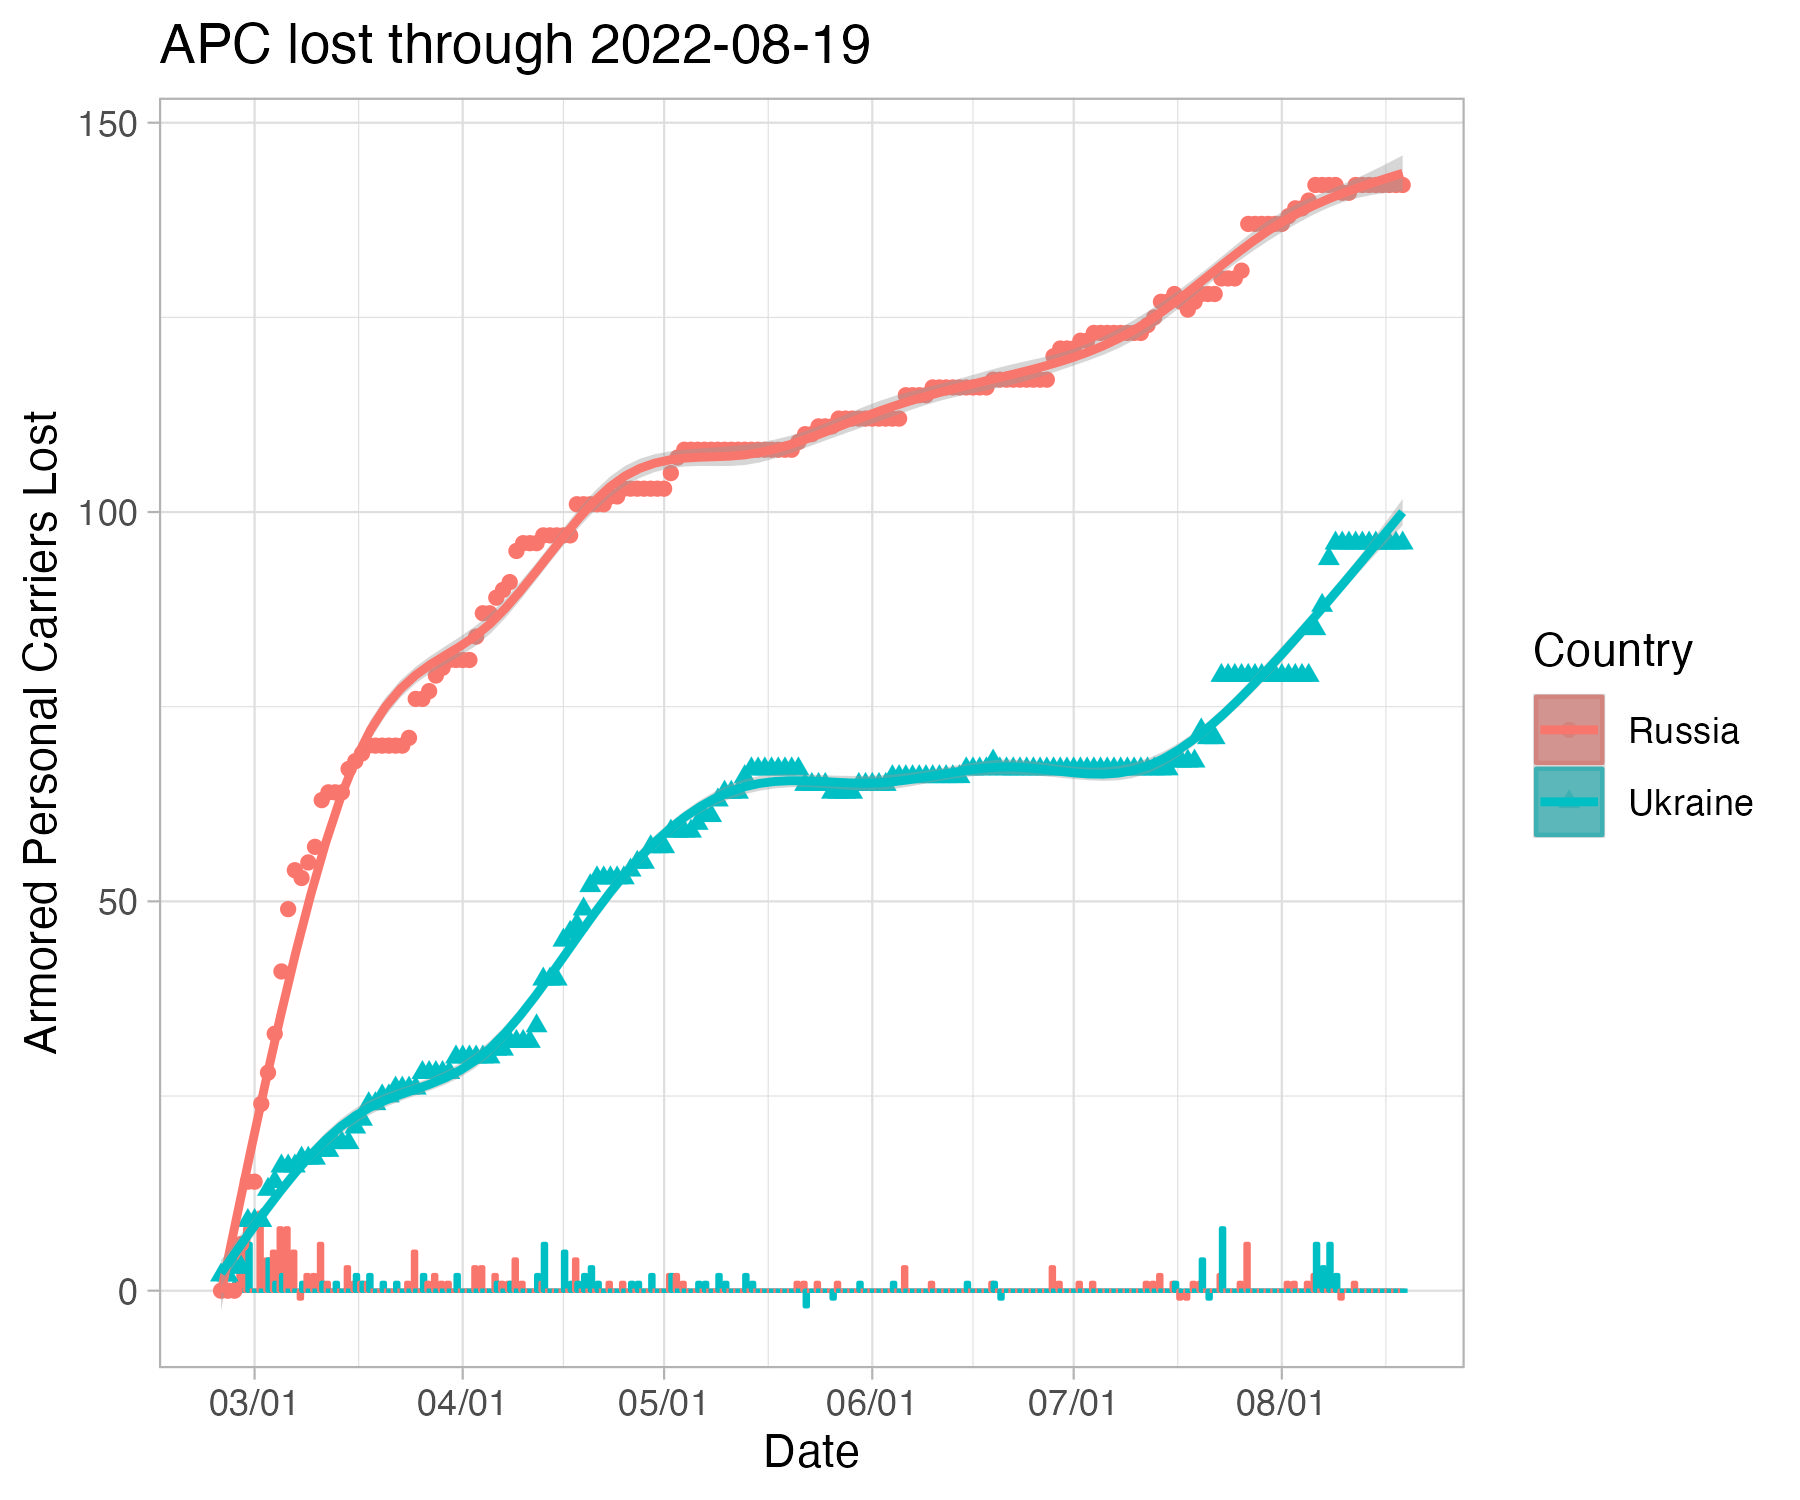 APC lost through 2022-08-19
Armored Personal Carriers Lost
150
100
50
0
03/01
04/01
05/01
06/01
07/01
08/01
Date
Country
Russia
Ukraine